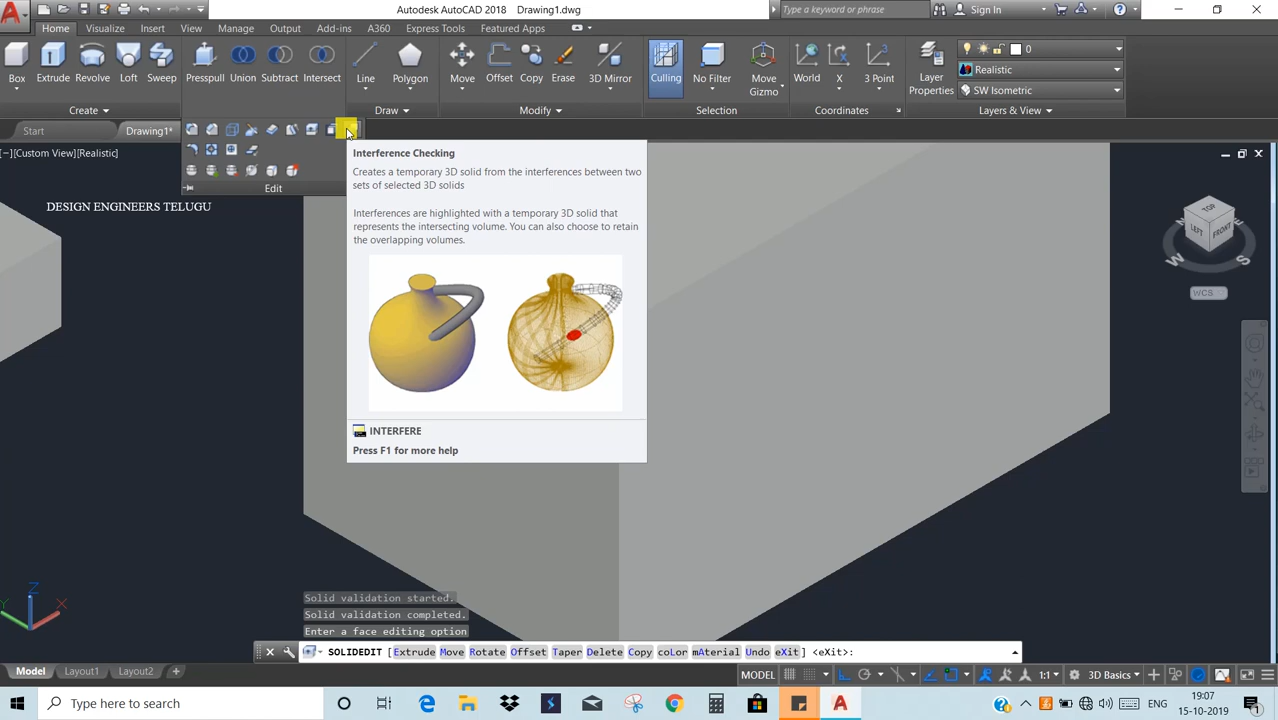 Autodesk AutoCAD 2018 Drawing1.dwg
Type a keyword or phrase
Sign In
Home Visualize Insert View Manage Output Add-ins A360 Express Tools Featured Apps
Box Extrude Revolve Loft Sweep Presspull Union Subtract Intersect Line Polygon Move Offset Copy Erase 3D Mirror Culling No Filter Move Gizmo World X 3 Point Layer Properties
0
Realistic
SW Isometric
Create Draw Modify Selection Coordinates Layers & View
Start Drawing1*
[−][Custom View][Realistic]
Edit
DESIGN ENGINEERS TELUGU
Interference Checking
Creates a temporary 3D solid from the interferences between two
sets of selected 3D solids
Interferences are highlighted with a temporary 3D solid that
represents the intersecting volume. You can also choose to retain
the overlapping volumes.
INTERFERE
Press F1 for more help
TOP
LEFT FRONT
W S
WCS
Z
Y X
Solid validation started.
Solid validation completed.
Enter a face editing option
SOLIDEDIT [Extrude Move Rotate Offset Taper Delete Copy coLor mAterial Undo eXit] <eXit>:
Model Layout1 Layout2 +
MODEL 1:1 3D Basics
Type here to search
ENG
19:07
15-10-2019